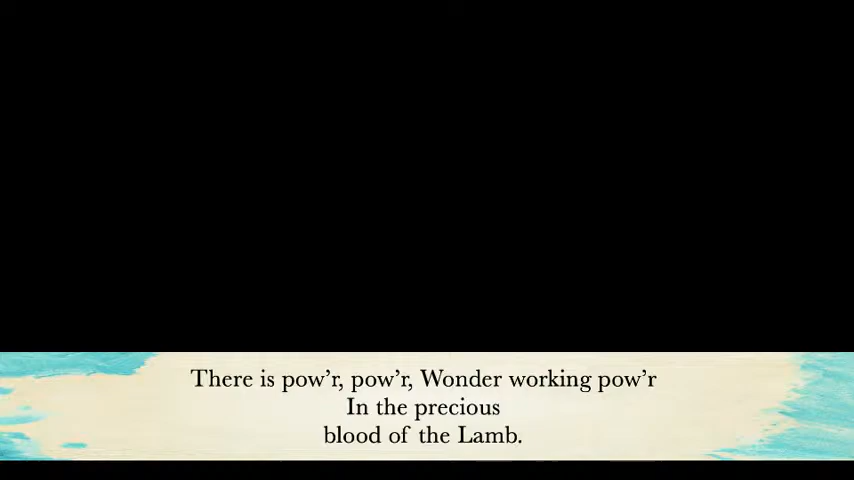 There is pow’r, pow’r, Wonder working pow’r
In the precious
blood of the Lamb.